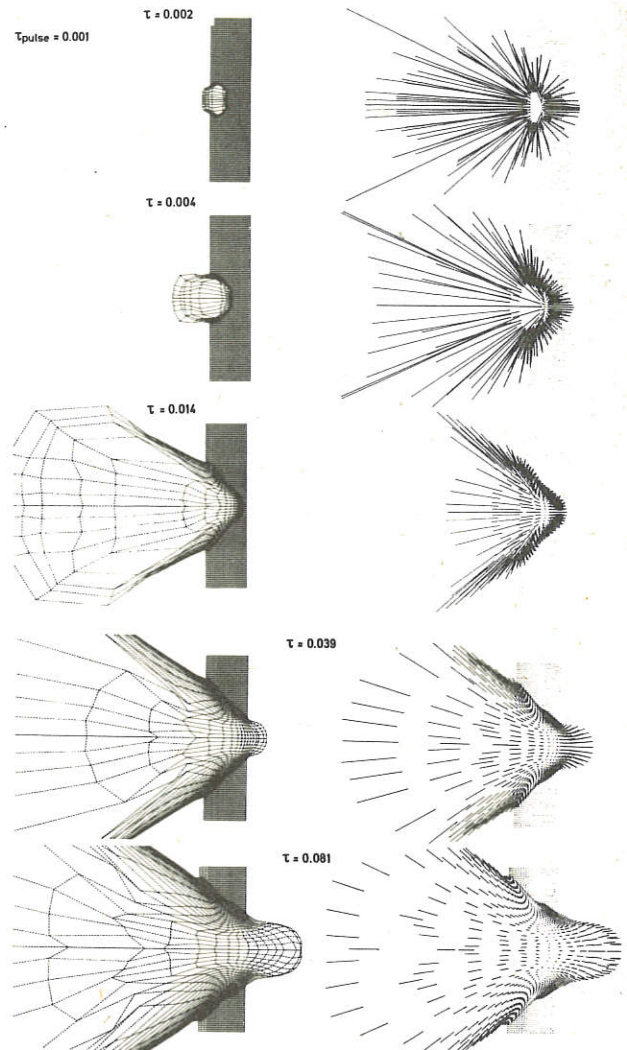 τ = 0.002
τpulse = 0.001
τ = 0.004
τ = 0.014
τ = 0.039
τ = 0.081